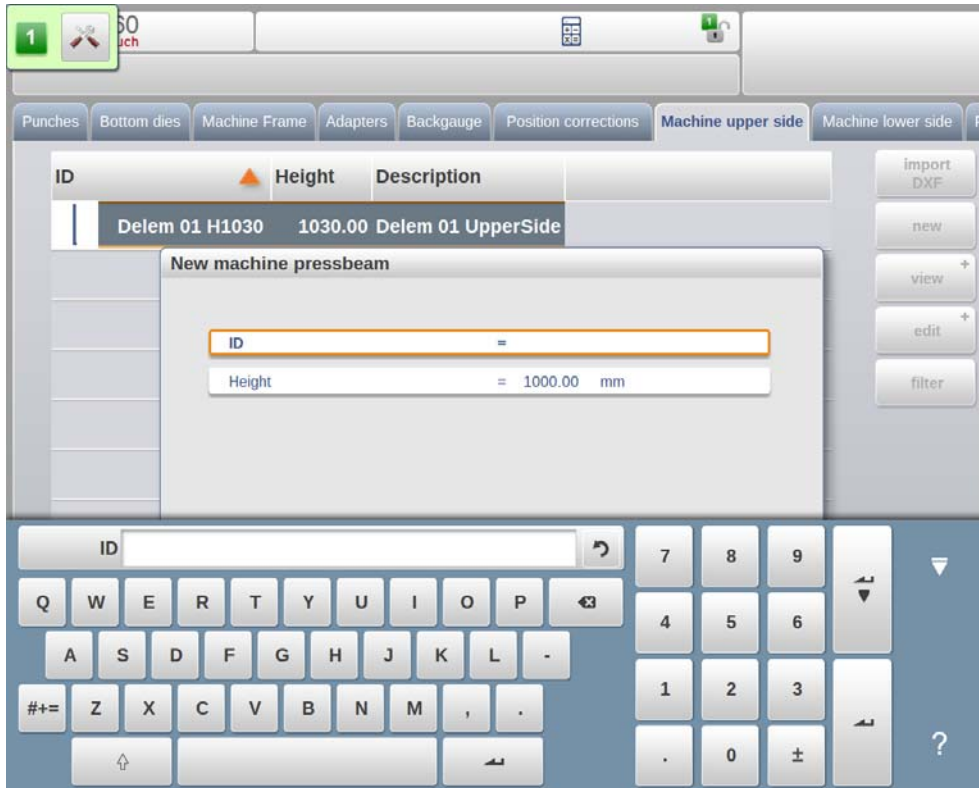 1
60
uch
1
Punches Bottom dies Machine Frame Adapters Backgauge Position corrections Machine upper side Machine lower side
ID Height Description
import
DXF
Delem 01 H1030 1030.00 Delem 01 UpperSide
new
New machine pressbeam
view +
ID =
edit +
Height = 1000.00 mm
filter
ID
7 8 9
Q W E R T Y U I O P
4 5 6
A S D F G H J K L -
1 2 3
#+= Z X C V B N M , .
. 0 ±
?